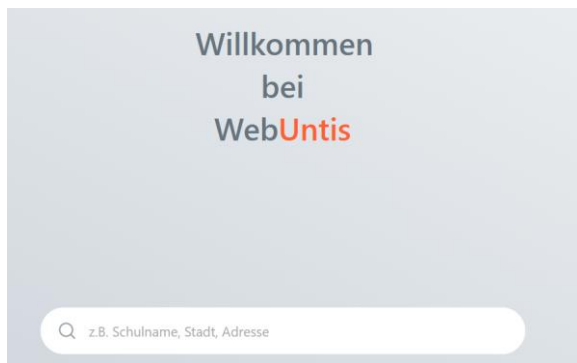 Willkommen
bei
WebUntis
z.B. Schulname, Stadt, Adresse